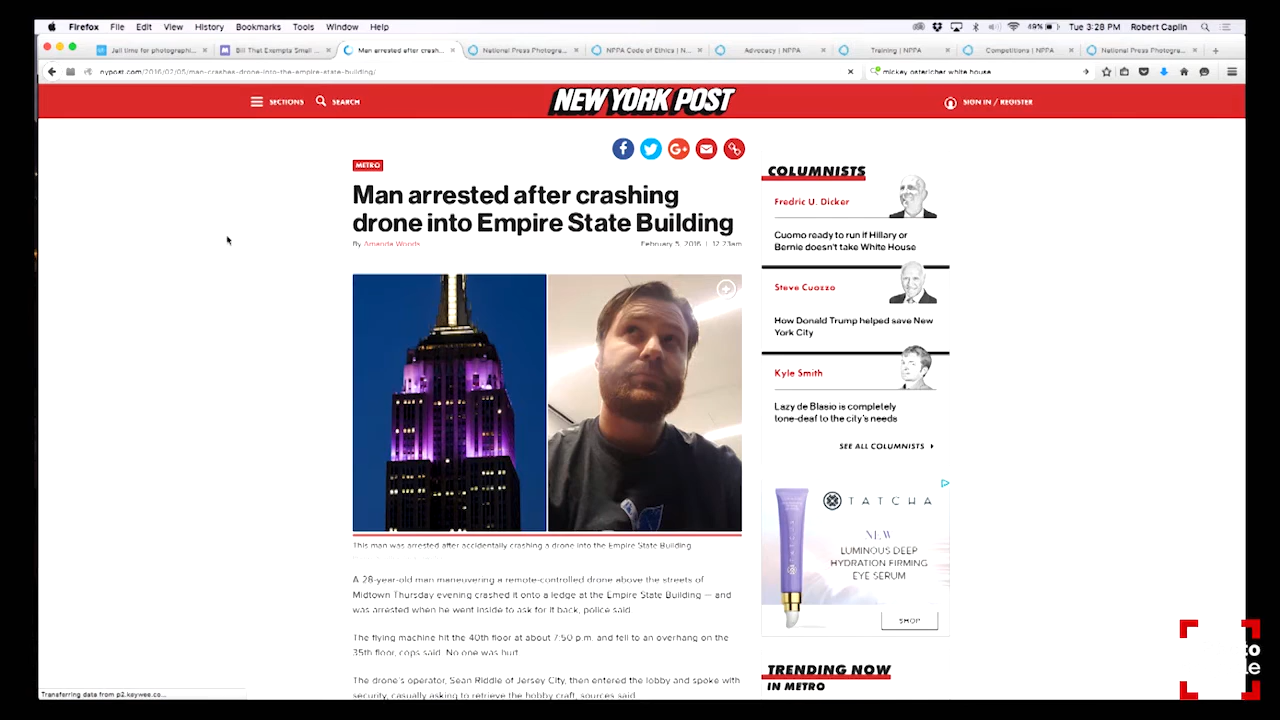 Firefox File Edit View History Bookmarks Tools Window Help
49% Tue 3:28 PM Robert Caplin
Jail time for photographi...
Bill That Exempts Small ...
Man arrested after crash...
National Press Photogra...
NPPA Code of Ethics | N...
Advocacy | NPPA
Training | NPPA
Competitions | NPPA
National Press Photogra...
nypost.com/2016/02/05/man-crashes-drone-into-the-empire-state-building/
mickey osterreicher white house
SECTIONS
SEARCH
NEW YORK POST
SIGN IN / REGISTER
METRO
Man arrested after crashing
drone into Empire State Building
By Amanda Woods
February 5, 2016 | 12:23am
This man was arrested after accidentally crashing a drone into the Empire State Building
A 28-year-old man maneuvering a remote-controlled drone above the streets of
Midtown Thursday evening crashed it onto a ledge at the Empire State Building — and
was arrested when he went inside to ask for it back, police said.
The flying machine hit the 40th floor at about 7:50 p.m. and fell to an overhang on the
35th floor, cops said. No one was hurt.
The drone's operator, Sean Riddle of Jersey City, then entered the lobby and spoke with
security, casually asking to retrieve the hobby craft, sources said.
COLUMNISTS
Fredric U. Dicker
Cuomo ready to run if Hillary or
Bernie doesn't take White House
Steve Cuozzo
How Donald Trump helped save New
York City
Kyle Smith
Lazy de Blasio is completely
tone-deaf to the city's needs
SEE ALL COLUMNISTS
TATCHA
NEW
LUMINOUS DEEP
HYDRATION FIRMING
EYE SERUM
SHOP
TRENDING NOW
IN METRO
Transferring data from p2.keywee.co...
to
le